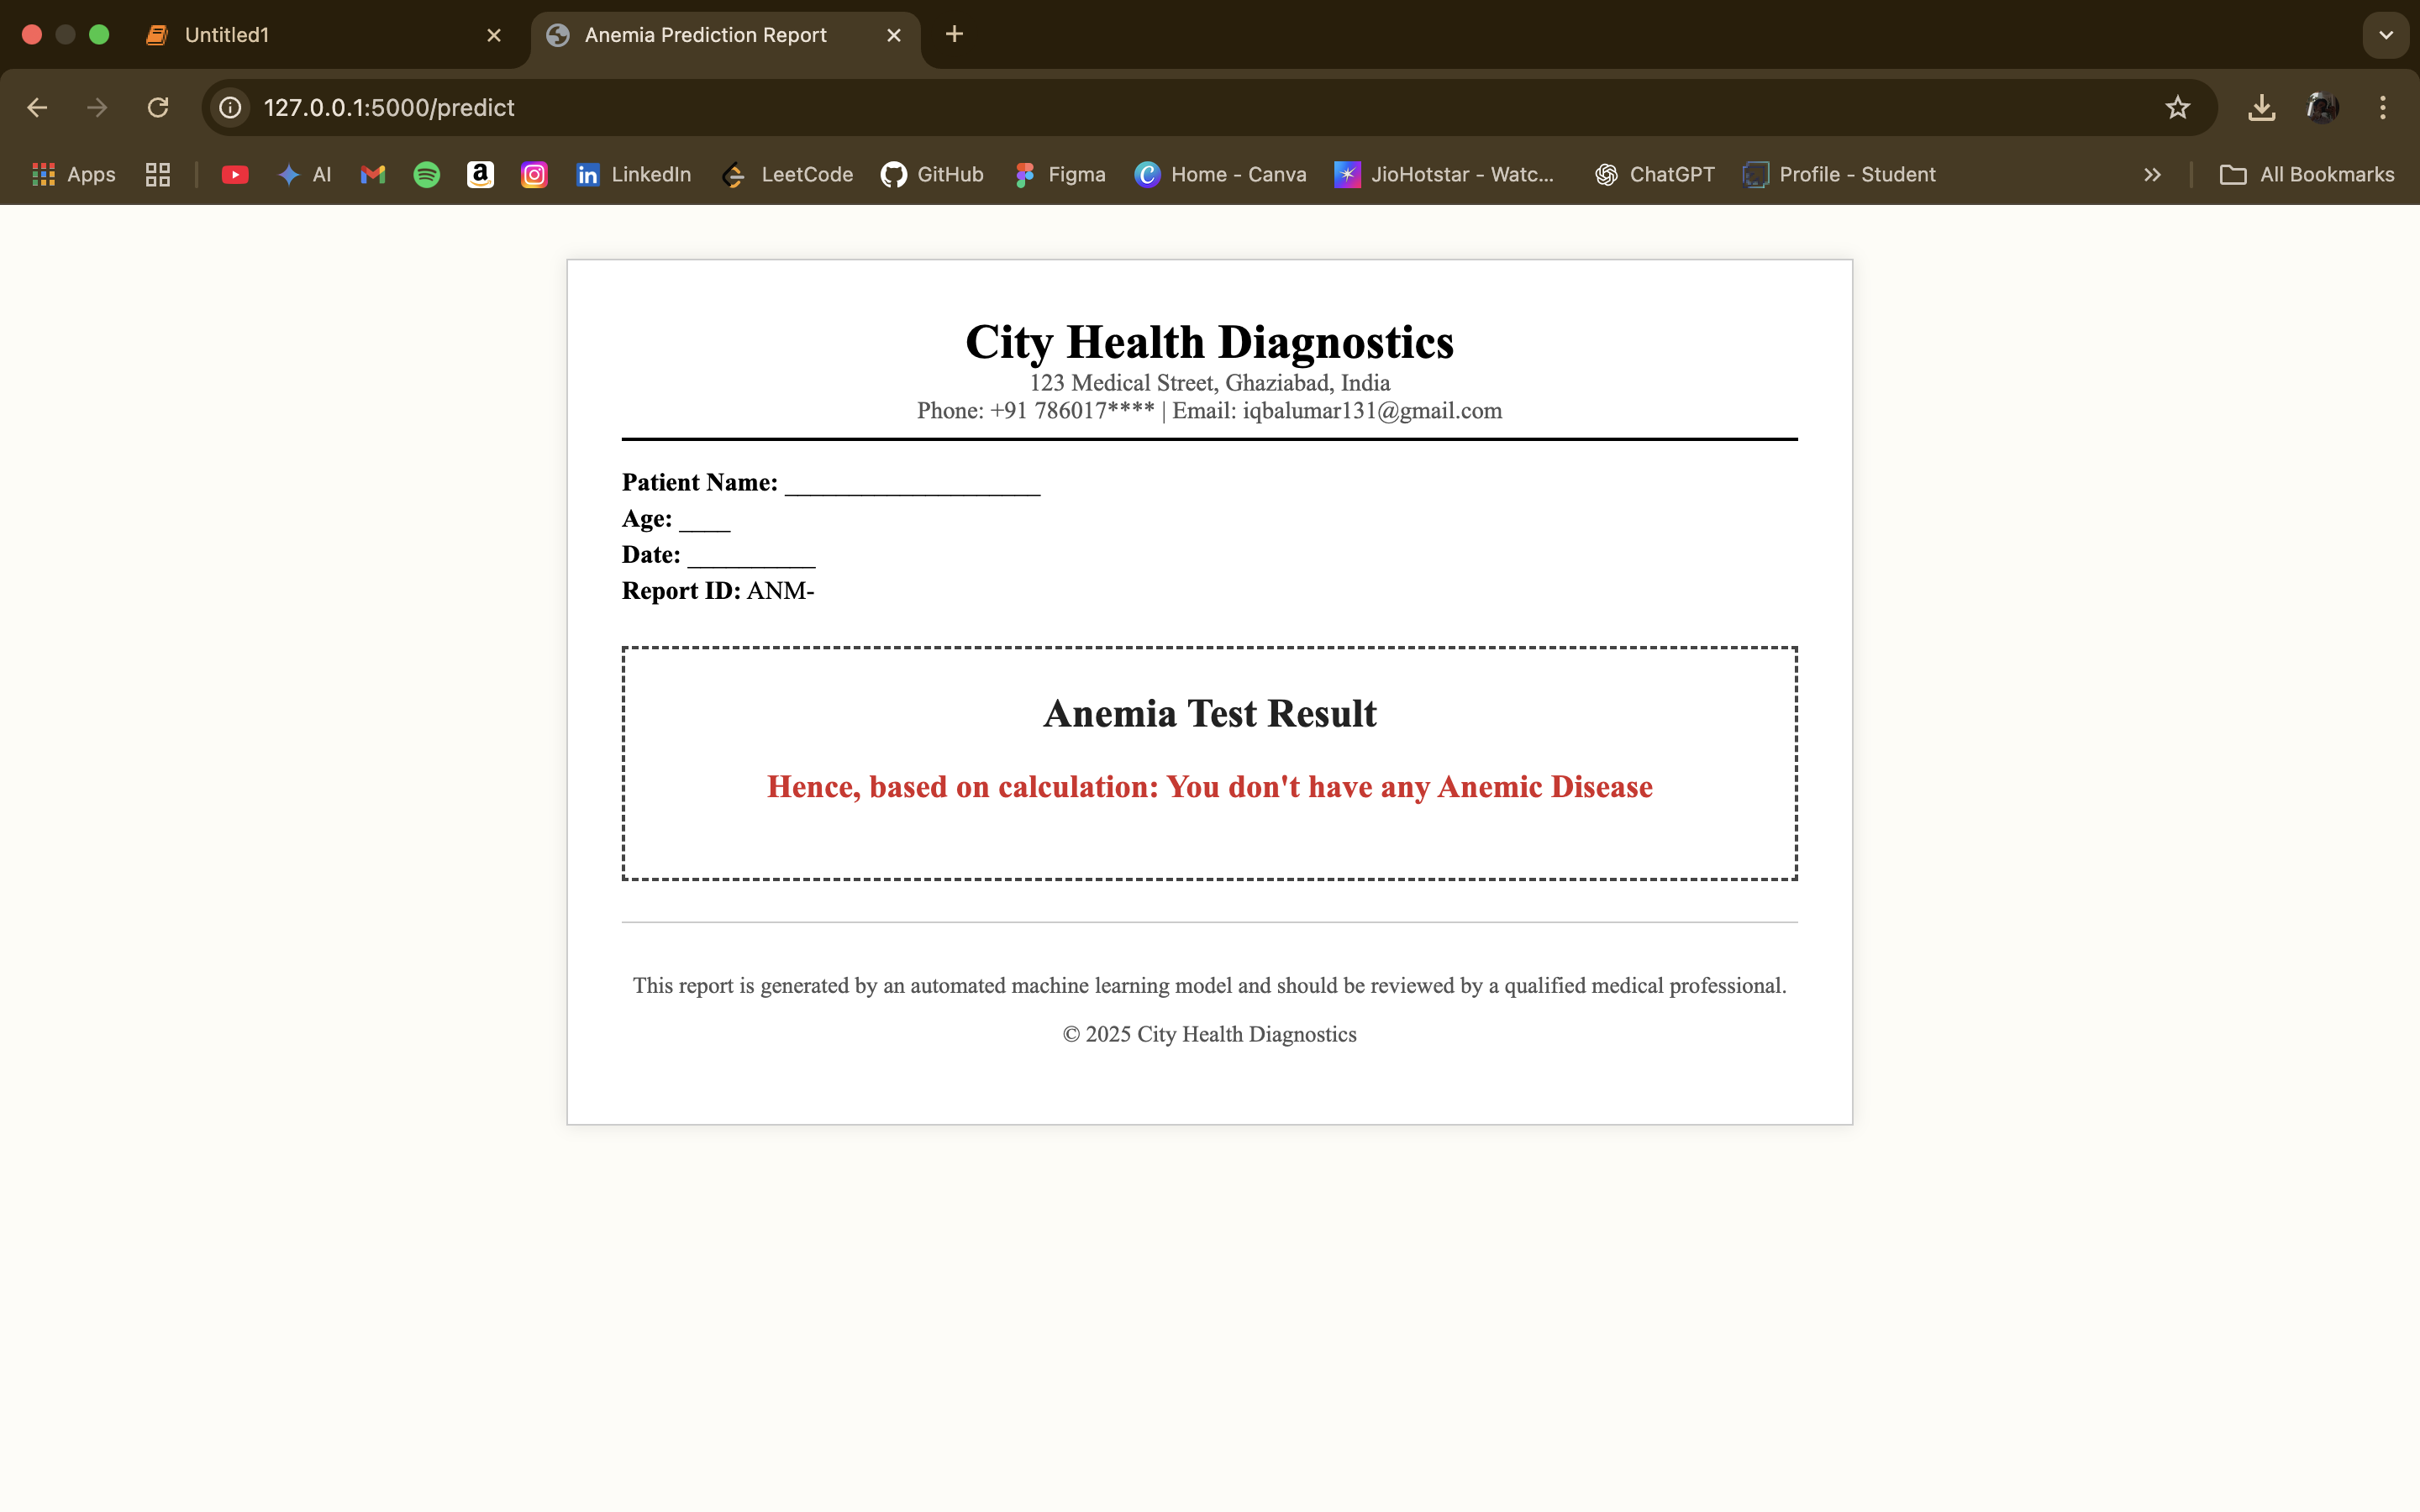 Untitled1
Anemia Prediction Report
127.0.0.1:5000/predict
Apps AI LinkedIn LeetCode GitHub Figma Home - Canva JioHotstar - Watc... ChatGPT Profile - Student All Bookmarks
City Health Diagnostics
123 Medical Street, Ghaziabad, India
Phone: +91 786017**** | Email: iqbalumar131@gmail.com
Patient Name: ____________________
Age: ____
Date: __________
Report ID: ANM-
Anemia Test Result
Hence, based on calculation: You don't have any Anemic Disease
This report is generated by an automated machine learning model and should be reviewed by a qualified medical professional.
© 2025 City Health Diagnostics